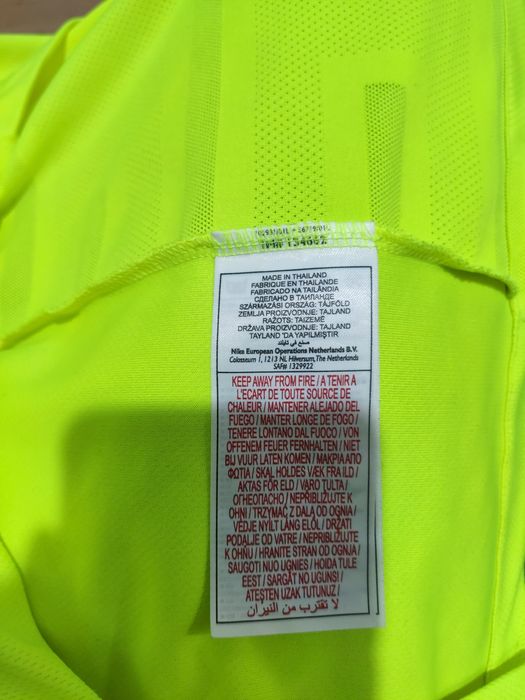 MADE IN THAILAND
FABRIQUE EN THAILANDE
FABRICADO NA TAILÂNDIA
СДЕЛАНО В ТАИЛАНДЕ
SZÁRMAZÁSI ORSZÁG: TÁJFÖLD
ZEMLJA PROIZVODNJE: TAJLAND
RAŽOTS: TAIZEMĒ
DRŽAVA PROIZVODNJE: TAJLAND
TAYLAND 'DA YAPILMIŞTIR
صنع في تايلند
Nike European Operations Netherlands B.V.
Colosseum 1, 1213 NL Hilversum, The Netherlands
SAP# 1329922
KEEP AWAY FROM FIRE / A TENIR A
L'ECART DE TOUTE SOURCE DE
CHALEUR / MANTENER ALEJADO DEL
FUEGO / MANTER LONGE DE FOGO /
TENERE LONTANO DAL FUOCO / VON
OFFENEM FEUER FERNHALTEN / NIET
BIJ VUUR LATEN KOMEN / ΜΑΚΡΙΑ ΑΠΟ
ΦΩΤΙΑ / SKAL HOLDES VÆK FRA ILD /
AKTAS FÖR ELD / VARO TULTA /
ОГНЕОПАСНО / NEPŘIBLIŽUJTE K
OHNI / TRZYMAĆ Z DALA OD OGNIA /
VÉDJE NYÍLT LÁNG ELŐL / DRŽATI
PODALJE OD VATRE / NEPRIBLIŽUJTE
K OHŇU / HRANITE STRAN OD OGNJA /
SAUGOTI NUO UGNIES / HOIDA TULE
EEST / SARGĀT NO UGUNS /
ATEŞTEN UZAK TUTUNUZ /
لا تقترب من النيران